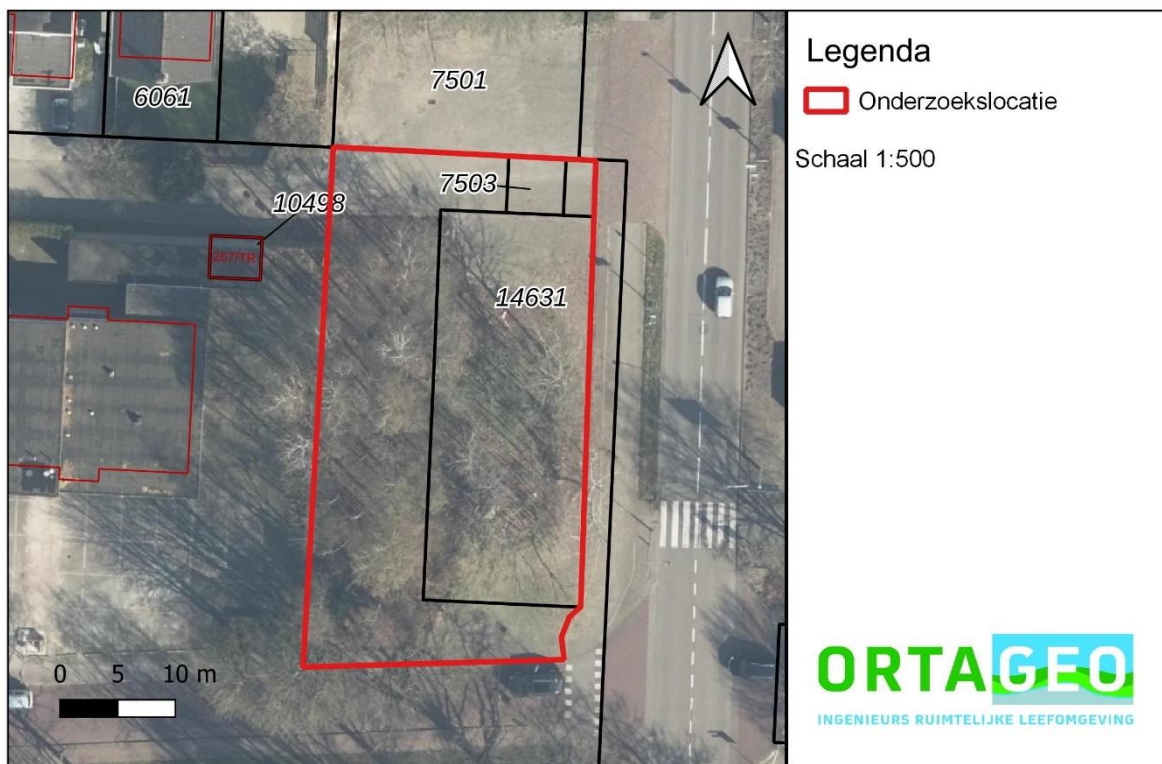 Legenda
Onderzoekslocatie
Schaal 1:500
7501
6061
7503
10498
267/TR
14631
0 5 10 m
ORTAGEO
INGENIEURS RUIMTELIJKE LEEFOMGEVING